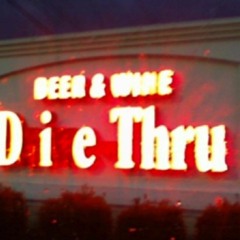 BEER & WINE
Die Thru